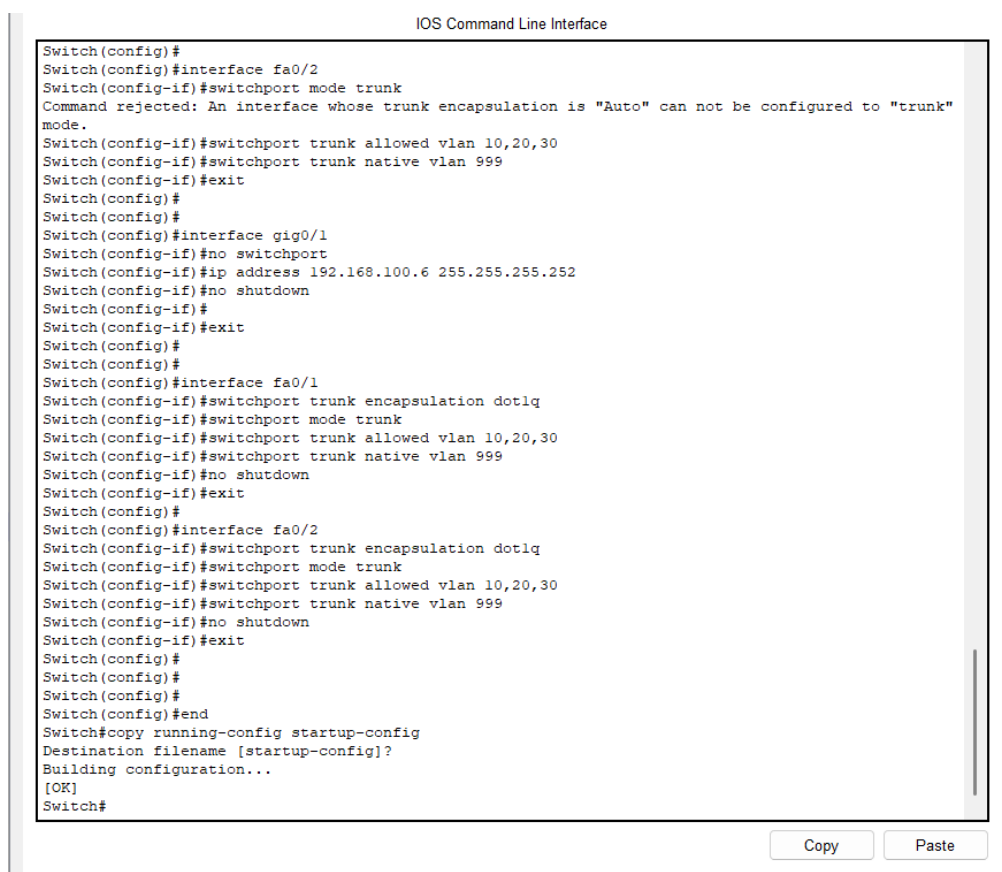 IOS Command Line Interface
Switch(config)#
Switch(config)#interface fa0/2
Switch(config-if)#switchport mode trunk
Command rejected: An interface whose trunk encapsulation is "Auto" can not be configured to "trunk"
mode.
Switch(config-if)#switchport trunk allowed vlan 10,20,30
Switch(config-if)#switchport trunk native vlan 999
Switch(config-if)#exit
Switch(config)#
Switch(config)#
Switch(config)#interface gig0/1
Switch(config-if)#no switchport
Switch(config-if)#ip address 192.168.100.6 255.255.255.252
Switch(config-if)#no shutdown
Switch(config-if)#
Switch(config-if)#exit
Switch(config)#
Switch(config)#
Switch(config)#interface fa0/1
Switch(config-if)#switchport trunk encapsulation dot1q
Switch(config-if)#switchport mode trunk
Switch(config-if)#switchport trunk allowed vlan 10,20,30
Switch(config-if)#switchport trunk native vlan 999
Switch(config-if)#no shutdown
Switch(config-if)#exit
Switch(config)#
Switch(config)#interface fa0/2
Switch(config-if)#switchport trunk encapsulation dot1q
Switch(config-if)#switchport mode trunk
Switch(config-if)#switchport trunk allowed vlan 10,20,30
Switch(config-if)#switchport trunk native vlan 999
Switch(config-if)#no shutdown
Switch(config-if)#exit
Switch(config)#
Switch(config)#
Switch(config)#
Switch(config)#end
Switch#copy running-config startup-config
Destination filename [startup-config]?
Building configuration...
[OK]
Switch#
Copy
Paste